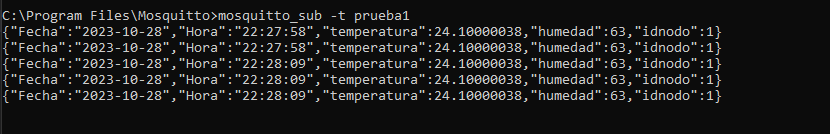 C:\Program Files\Mosquitto>mosquitto_sub -t prueba1
{"Fecha":"2023-10-28","Hora":"22:27:58","temperatura":24.10000038,"humedad":63,"idnodo":1}
{"Fecha":"2023-10-28","Hora":"22:27:58","temperatura":24.10000038,"humedad":63,"idnodo":1}
{"Fecha":"2023-10-28","Hora":"22:28:09","temperatura":24.10000038,"humedad":63,"idnodo":1}
{"Fecha":"2023-10-28","Hora":"22:28:09","temperatura":24.10000038,"humedad":63,"idnodo":1}
{"Fecha":"2023-10-28","Hora":"22:28:09","temperatura":24.10000038,"humedad":63,"idnodo":1}